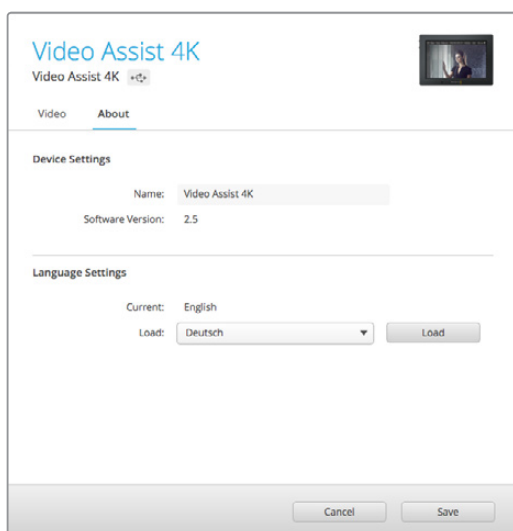 Video Assist 4K
Video Assist 4K
Video About
Device Settings
Name: Video Assist 4K
Software Version: 2.5
Language Settings
Current: English
Load: Deutsch Load
Cancel Save